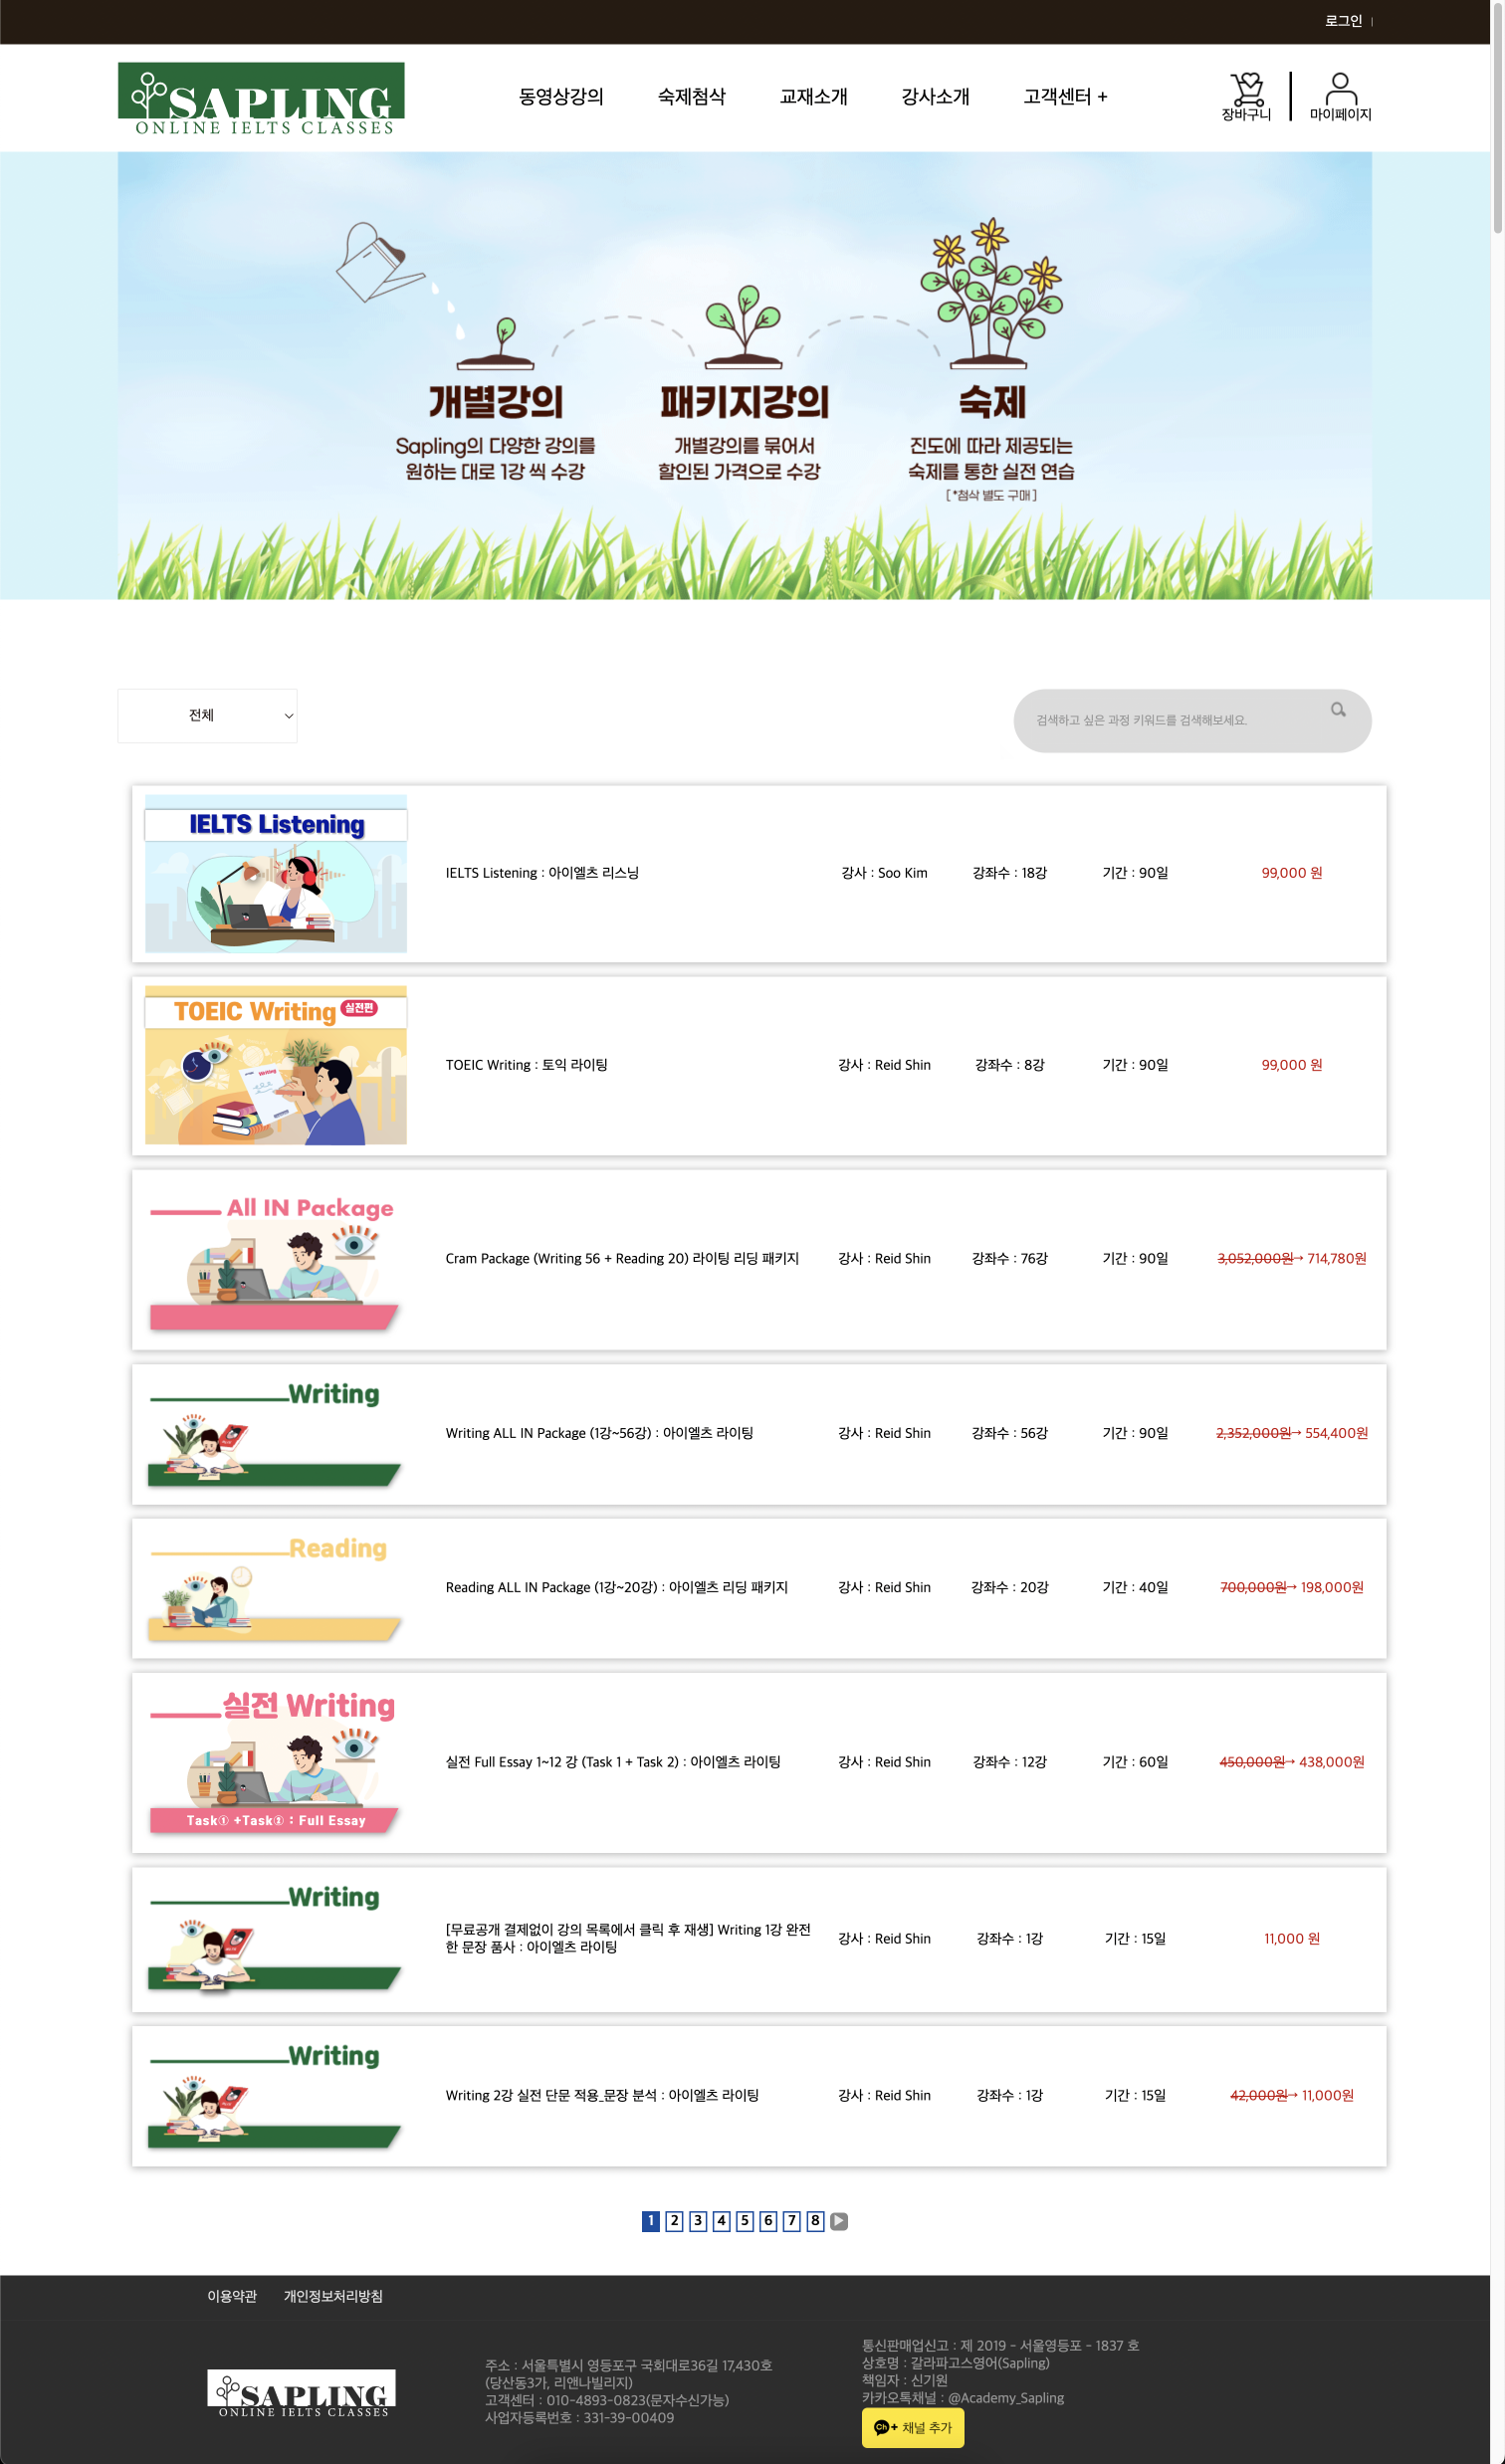 로그인
SAPLING
ONLINE IELTS CLASSES
동영상강의 숙제첨삭 교재소개 강사소개 고객센터 +
장바구니 마이페이지
개별강의
Sapling의 다양한 강의를
원하는 대로 1강 씩 수강
패키지강의
개별강의를 묶어서
할인된 가격으로 수강
숙제
진도에 따라 제공되는
숙제를 통한 실전 연습
[ *첨삭 별도 구매 ]
전체
검색하고 싶은 과정 키워드를 검색해보세요.
IELTS Listening
IELTS Listening : 아이엘츠 리스닝 강사 : Soo Kim 강좌수 : 18강 기간 : 90일 99,000 원
TOEIC Writing 실전편
Writing
TOEIC Writing : 토익 라이팅 강사 : Reid Shin 강좌수 : 8강 기간 : 90일 99,000 원
All IN Package
Cram Package (Writing 56 + Reading 20) 라이팅 리딩 패키지 강사 : Reid Shin 강좌수 : 76강 기간 : 90일 3,052,000원→ 714,780원
Writing
Writing ALL IN Package (1강~56강) : 아이엘츠 라이팅 강사 : Reid Shin 강좌수 : 56강 기간 : 90일 2,352,000원→ 554,400원
Reading
Reading ALL IN Package (1강~20강) : 아이엘츠 리딩 패키지 강사 : Reid Shin 강좌수 : 20강 기간 : 40일 700,000원→ 198,000원
실전 Writing
Task① +Task② : Full Essay
실전 Full Essay 1~12 강 (Task 1 + Task 2) : 아이엘츠 라이팅 강사 : Reid Shin 강좌수 : 12강 기간 : 60일 450,000원→ 438,000원
Writing
[무료공개 결제없이 강의 목록에서 클릭 후 재생] Writing 1강 완전
한 문장 품사 : 아이엘츠 라이팅
강사 : Reid Shin 강좌수 : 1강 기간 : 15일 11,000 원
Writing
Writing 2강 실전 단문 적용_문장 분석 : 아이엘츠 라이팅 강사 : Reid Shin 강좌수 : 1강 기간 : 15일 42,000원→ 11,000원
1 2 3 4 5 6 7 8
이용약관 개인정보처리방침
SAPLING
ONLINE IELTS CLASSES
주소 : 서울특별시 영등포구 국회대로36길 17,430호
(당산동3가, 리앤나빌리지)
고객센터 : 010-4893-0823(문자수신가능)
사업자등록번호 : 331-39-00409
통신판매업신고 : 제 2019 - 서울영등포 - 1837 호
상호명 : 갈라파고스영어(Sapling)
책임자 : 신기원
카카오톡채널 : @Academy_Sapling
Ch+ 채널 추가